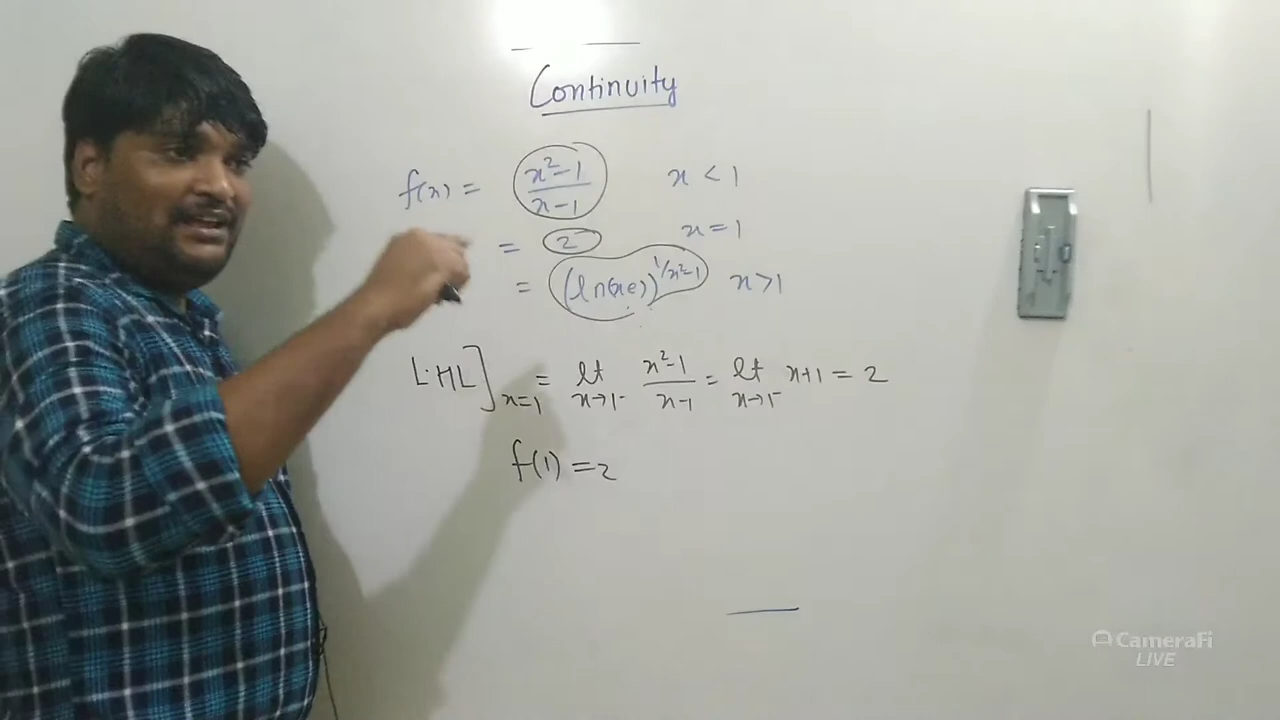 Continuity
f(x) = x²-1 / x-1 x < 1
= 2 x = 1
= (ln(xe))^1/x²-1 x > 1
L.HL]x=1 = lt x→1⁻ x²-1 / x-1 = lt x→1⁻ x+1 = 2
f(1) = 2
CameraFi
LIVE